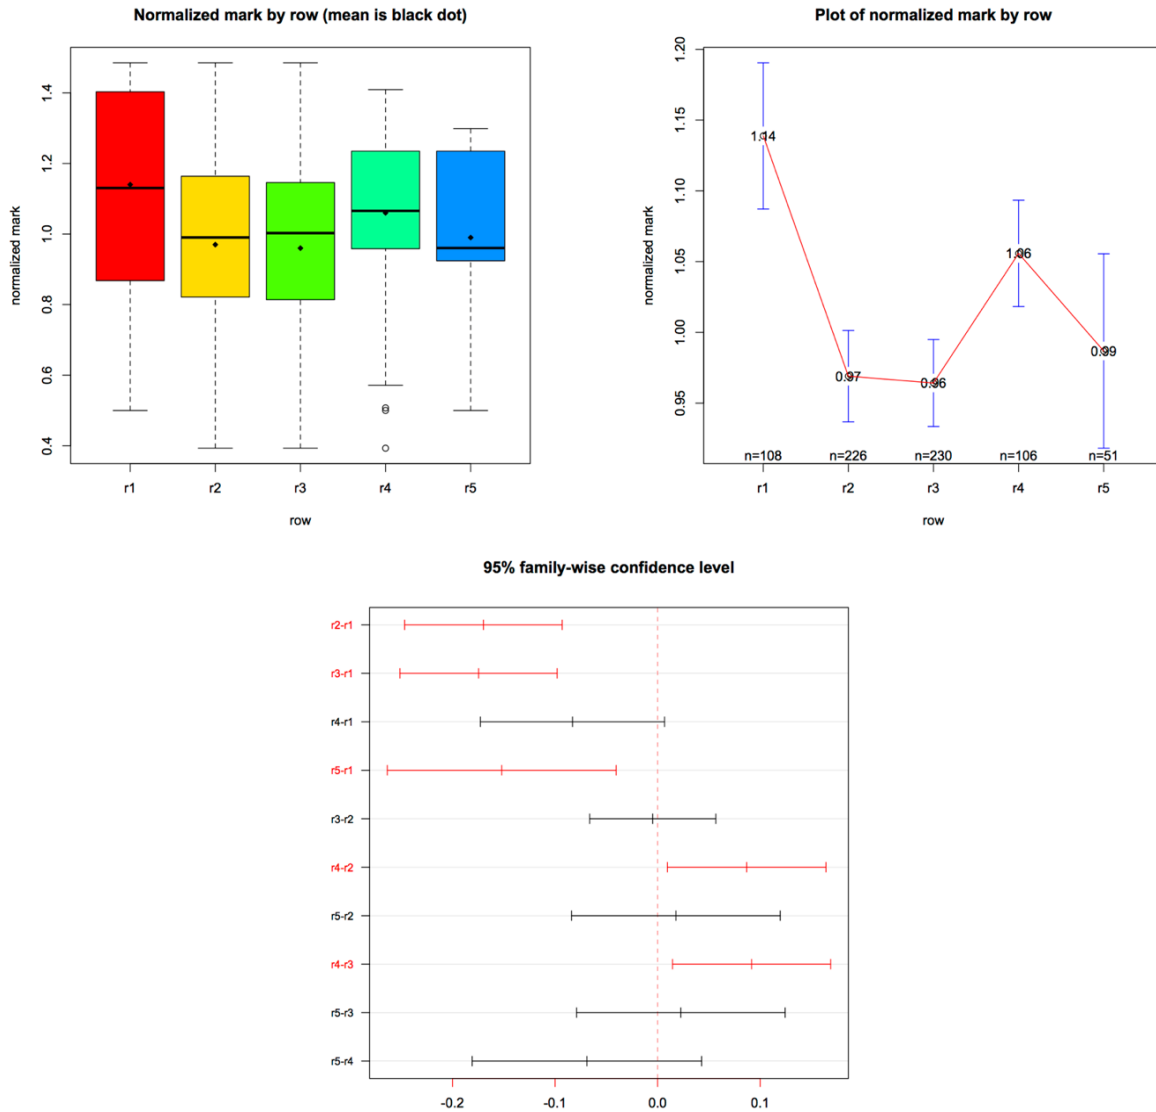 Normalized mark by row (mean is black dot)
normalized mark
1.4
1.2
1.0
0.8
0.6
0.4
r1 r2 r3 r4 r5
row
Plot of normalized mark by row
normalized mark
1.20
1.15
1.10
1.05
1.00
0.95
1.14
0.97
0.96
1.06
0.99
n=108 n=226 n=230 n=106 n=51
r1 r2 r3 r4 r5
row
95% family-wise confidence level
r2-r1
r3-r1
r4-r1
r5-r1
r3-r2
r4-r2
r5-r2
r4-r3
r5-r3
r5-r4
-0.2 -0.1 0.0 0.1